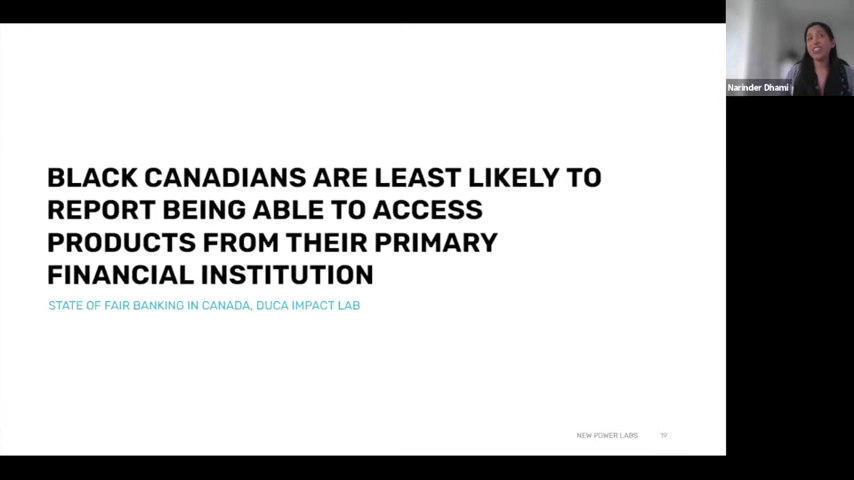 Narinder Dhami
BLACK CANADIANS ARE LEAST LIKELY TO
REPORT BEING ABLE TO ACCESS
PRODUCTS FROM THEIR PRIMARY
FINANCIAL INSTITUTION
STATE OF FAIR BANKING IN CANADA, DUCA IMPACT LAB
NEW POWER LABS 19